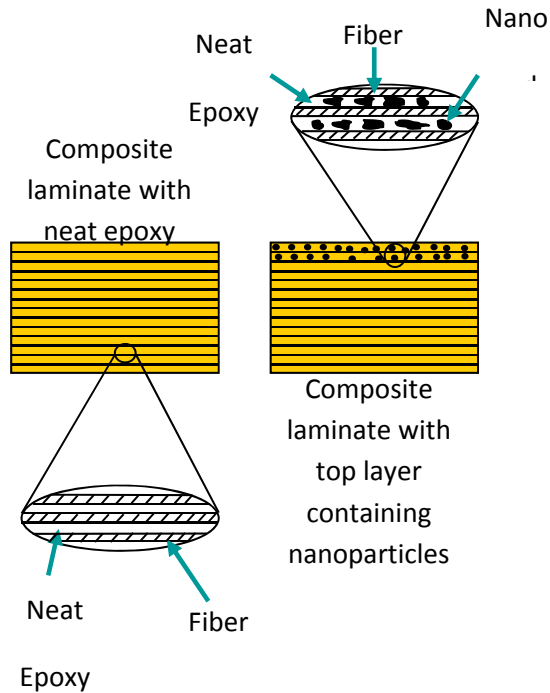 Neat
Epoxy
Fiber
Nano
Composite
laminate with
neat epoxy
Composite
laminate with
top layer
containing
nanoparticles
Neat
Epoxy
Fiber